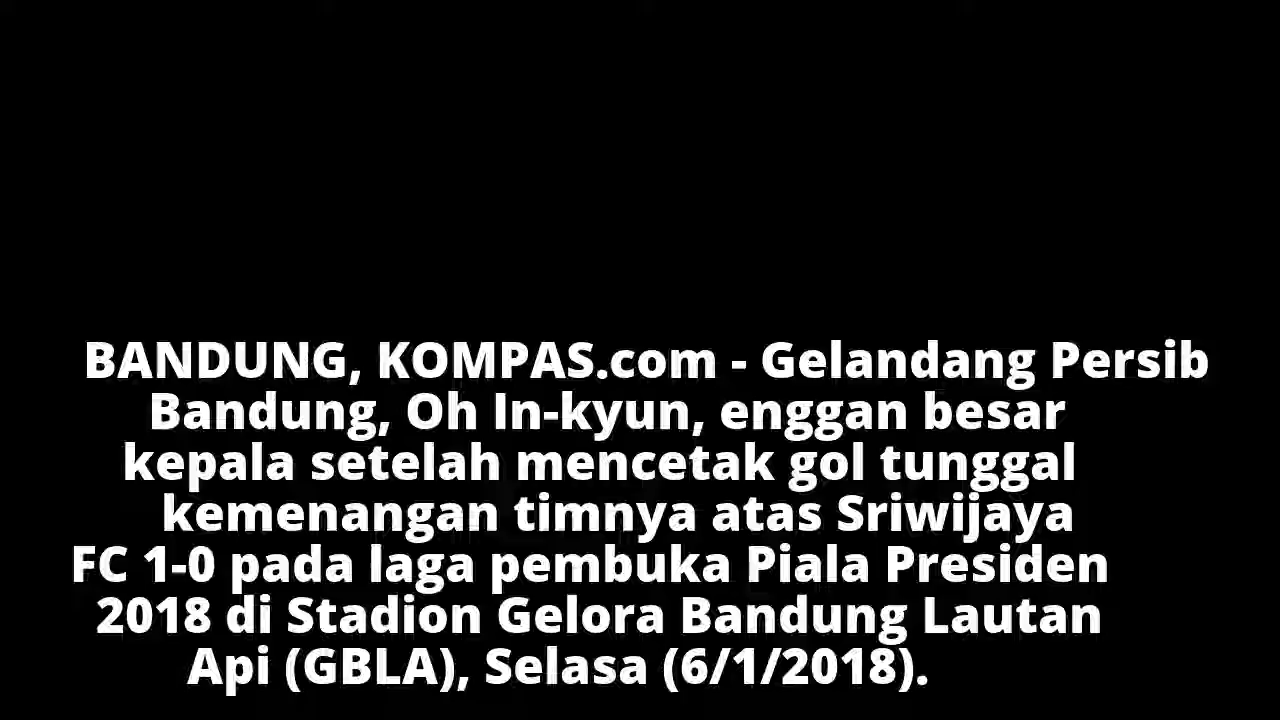 BANDUNG, KOMPAS.com - Gelandang Persib
Bandung, Oh In-kyun, enggan besar
kepala setelah mencetak gol tunggal
kemenangan timnya atas Sriwijaya
FC 1-0 pada laga pembuka Piala Presiden
2018 di Stadion Gelora Bandung Lautan
Api (GBLA), Selasa (6/1/2018).